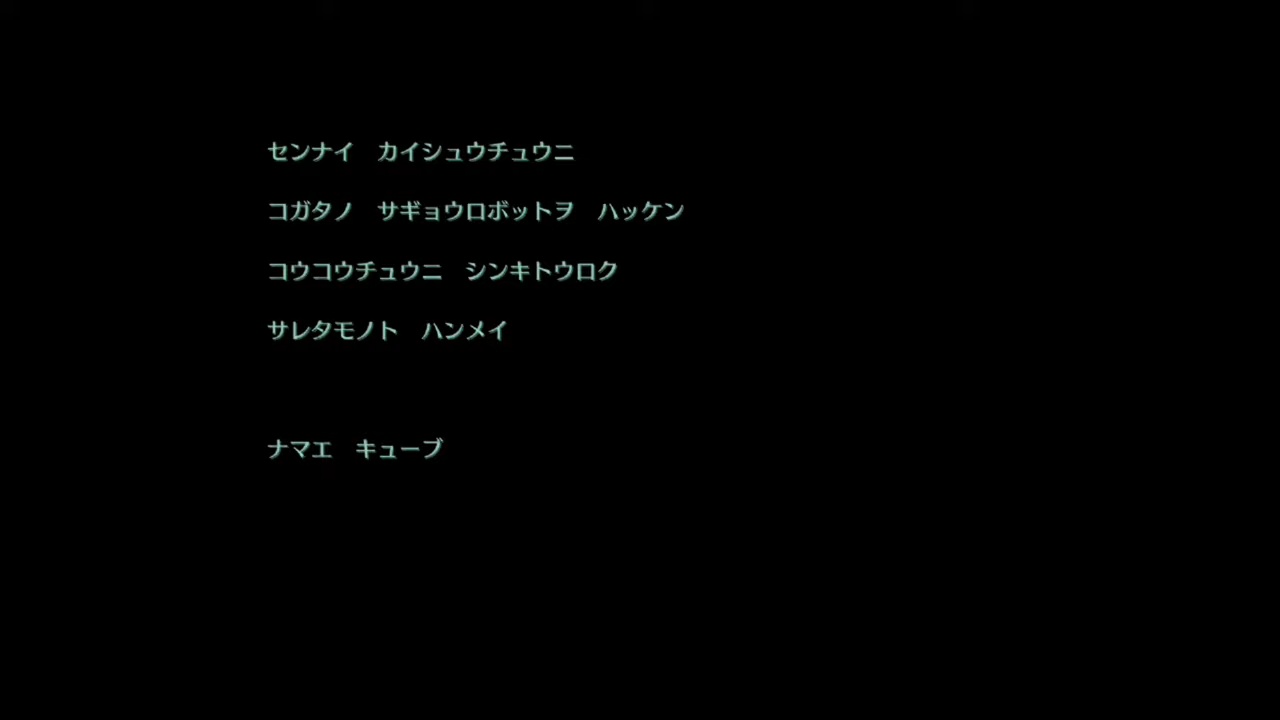 センナイ　カイシュウチュウニ
コガタノ　サギョウロボットヲ　ハッケン
コウコウチュウニ　シンキトウロク
サレタモノト　ハンメイ
ナマエ　キューブ